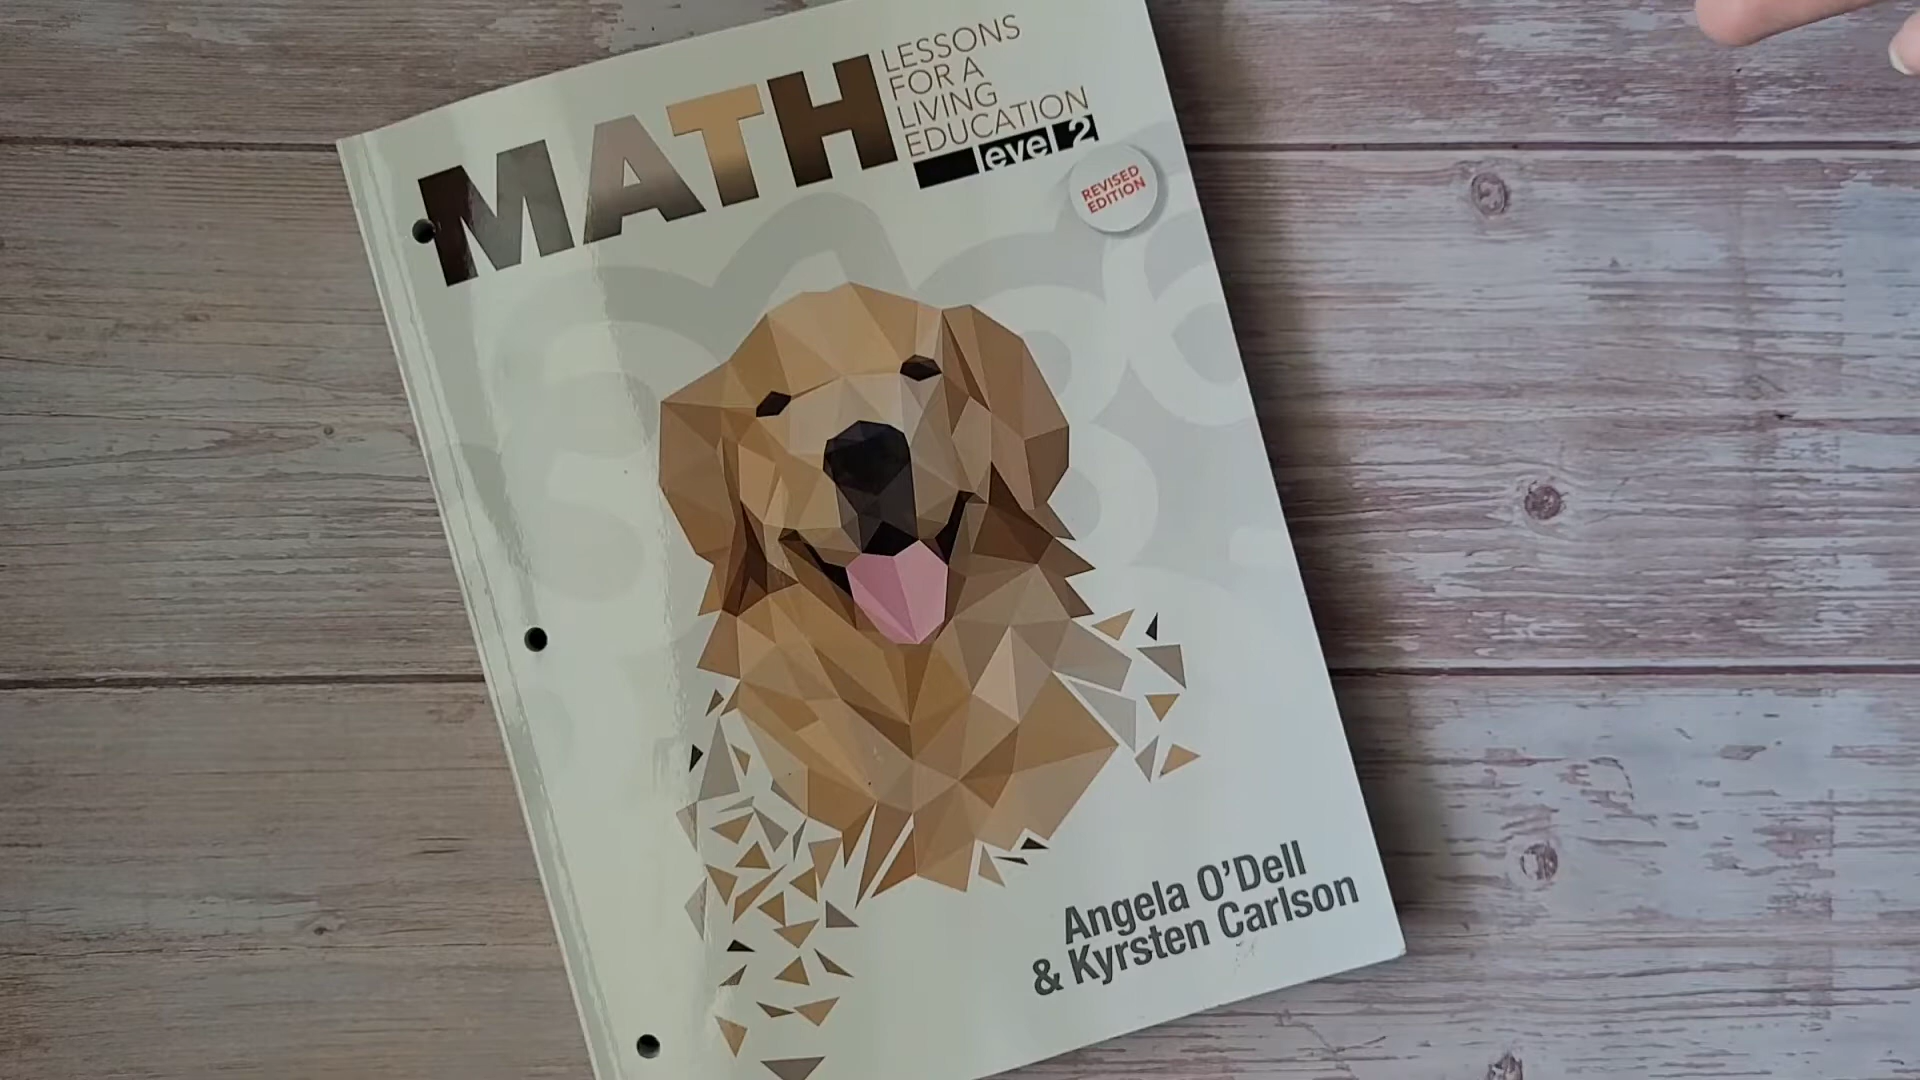 MATH
LESSONS
FOR A
LIVING
EDUCATION
level 2
REVISED
EDITION
Angela O'Dell
& Kyrsten Carlson